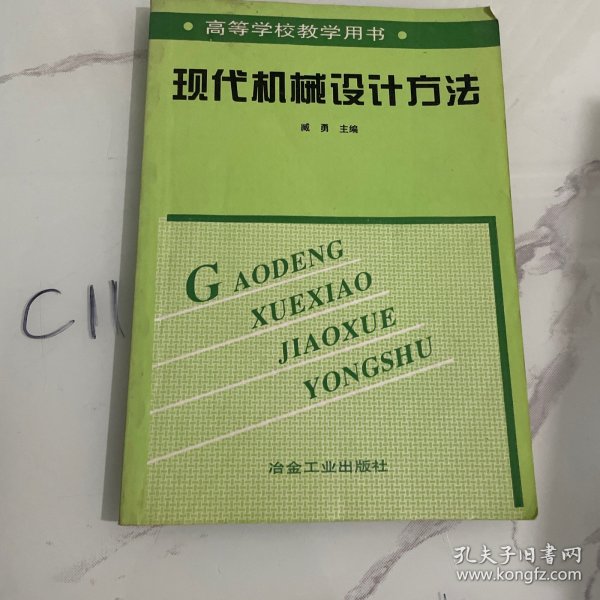 • 高等学校教学用书 •
现代机械设计方法
臧 勇 主编
GAODENG
XUEXIAO
JIAOXUE
YONGSHU
冶金工业出版社
C11
孔夫子旧书网
www.kongfz.com